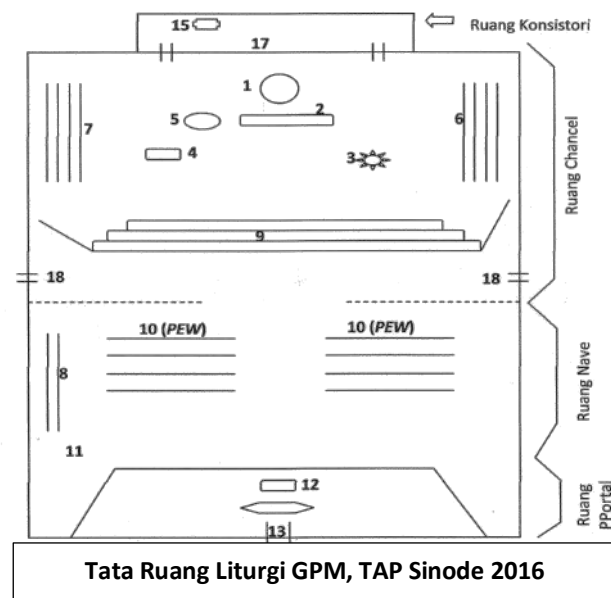 15
Ruang Konsistori
17
1
2
5
7
6
4
3
Ruang Chancel
9
18
18
10 (PEW)
10 (PEW)
8
Ruang Nave
11
12
Ruang
PPortal
13
Tata Ruang Liturgi GPM, TAP Sinode 2016